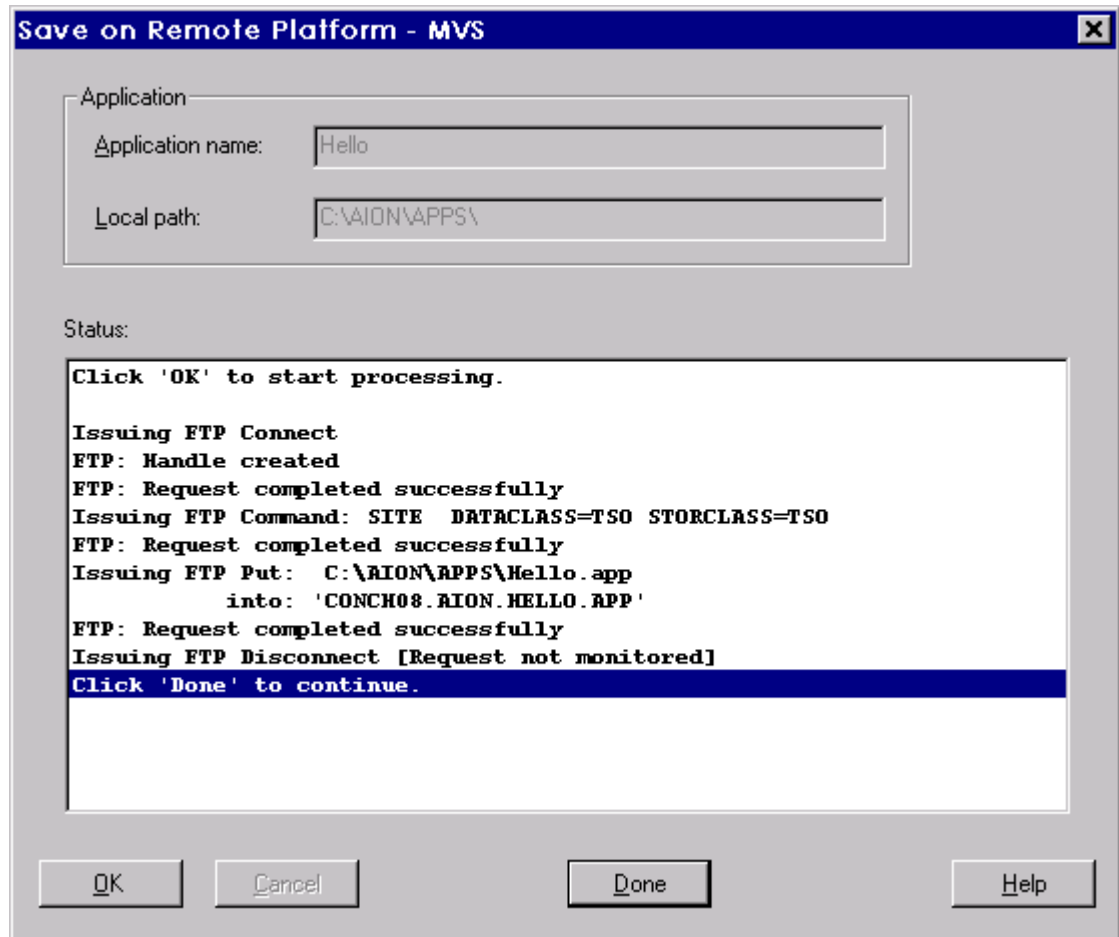 Save on Remote Platform - MVS
Application
Application name:
Hello
Local path:
C:\AION\APPS\
Status:
Click 'OK' to start processing.
Issuing FTP Connect
FTP: Handle created
FTP: Request completed successfully
Issuing FTP Command: SITE  DATACLASS=TSO STORCLASS=TSO
FTP: Request completed successfully
Issuing FTP Put:  C:\AION\APPS\Hello.app
into: 'CONCH08.AION.HELLO.APP'
FTP: Request completed successfully
Issuing FTP Disconnect [Request not monitored]
Click 'Done' to continue.
OK
Cancel
Done
Help